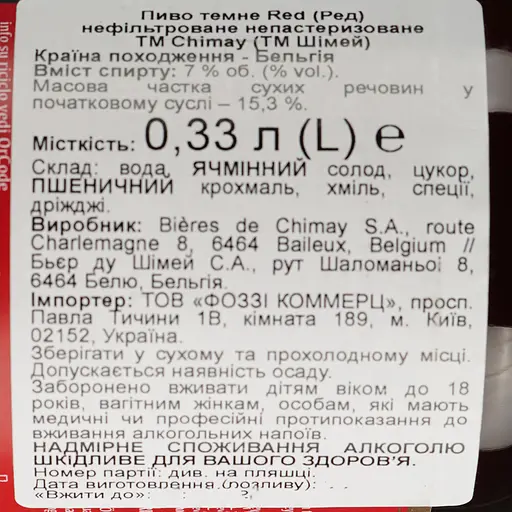 Пиво темне Red (Ред)
нефільтроване непастеризоване
ТМ Chimay (ТМ Шімей)
Країна походження - Бельгія
Вміст спирту: 7 % об. (% vol.).
Масова частка сухих речовин у
початковому суслі – 15,3 %.
Місткість: 0,33 л (L) ℮
Склад: вода, ЯЧМІННИЙ солод, цукор,
ПШЕНИЧНИЙ крохмаль, хміль, спеції,
дріжджі.
Виробник: Bières de Chimay S.A., route
Charlemagne 8, 6464 Baileux, Belgium //
Бьєр ду Шімей С.А., рут Шаломаньоі 8,
6464 Белю, Бельгія.
Імпортер: ТОВ «ФОЗЗІ КОММЕРЦ», просп.
Павла Тичини 1В, кімната 189, м. Київ,
02152, Україна.
Зберігати у сухому та прохолодному місці.
Допускається наявність осаду.
Заборонено вживати дітям віком до 18
років, вагітним жінкам, особам, які мають
медичні чи професійні протипоказання до
вживання алкогольних напоїв.
НАДМІРНЕ СПОЖИВАННЯ АЛКОГОЛЮ
ШКІДЛИВЕ ДЛЯ ВАШОГО ЗДОРОВ'Я.
Номер партії: див. на пляшці.
Дата виготовлення (розливу):
«Вжити до»:
info su riciclo vedi QrCode